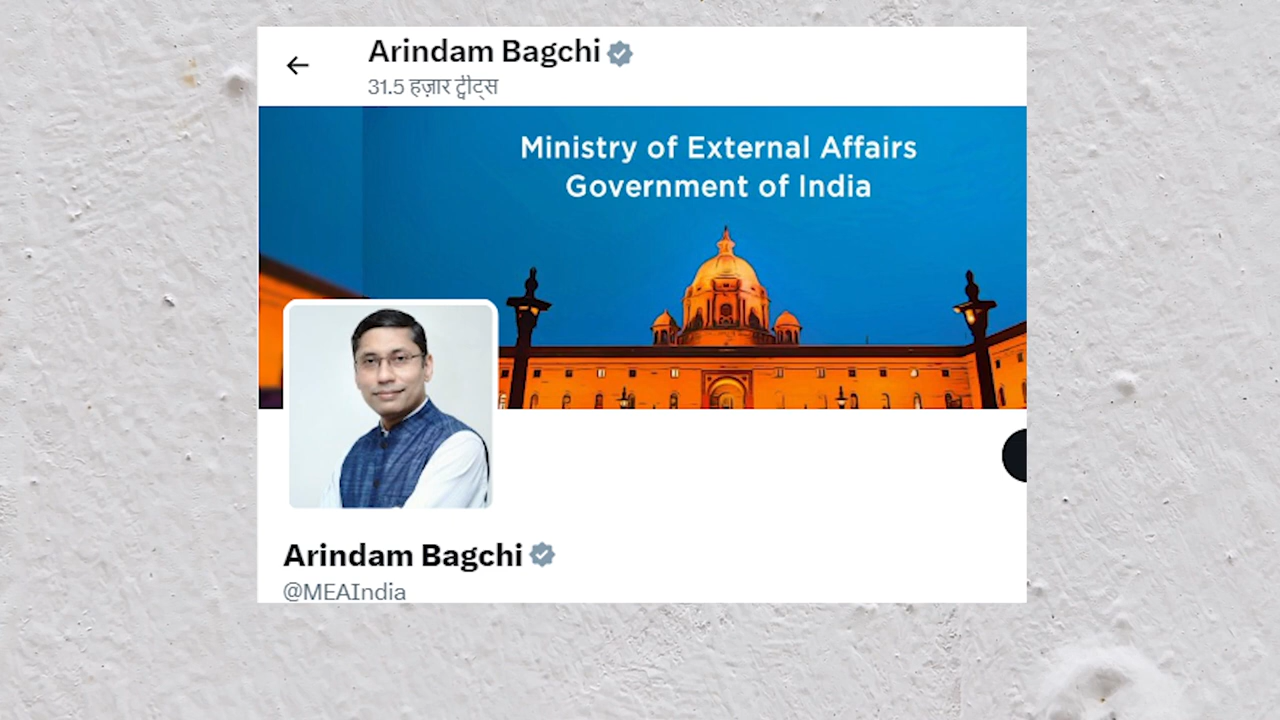 Arindam Bagchi
31.5 हज़ार ट्वीट्स
Ministry of External Affairs
Government of India
Arindam Bagchi
@MEAIndia